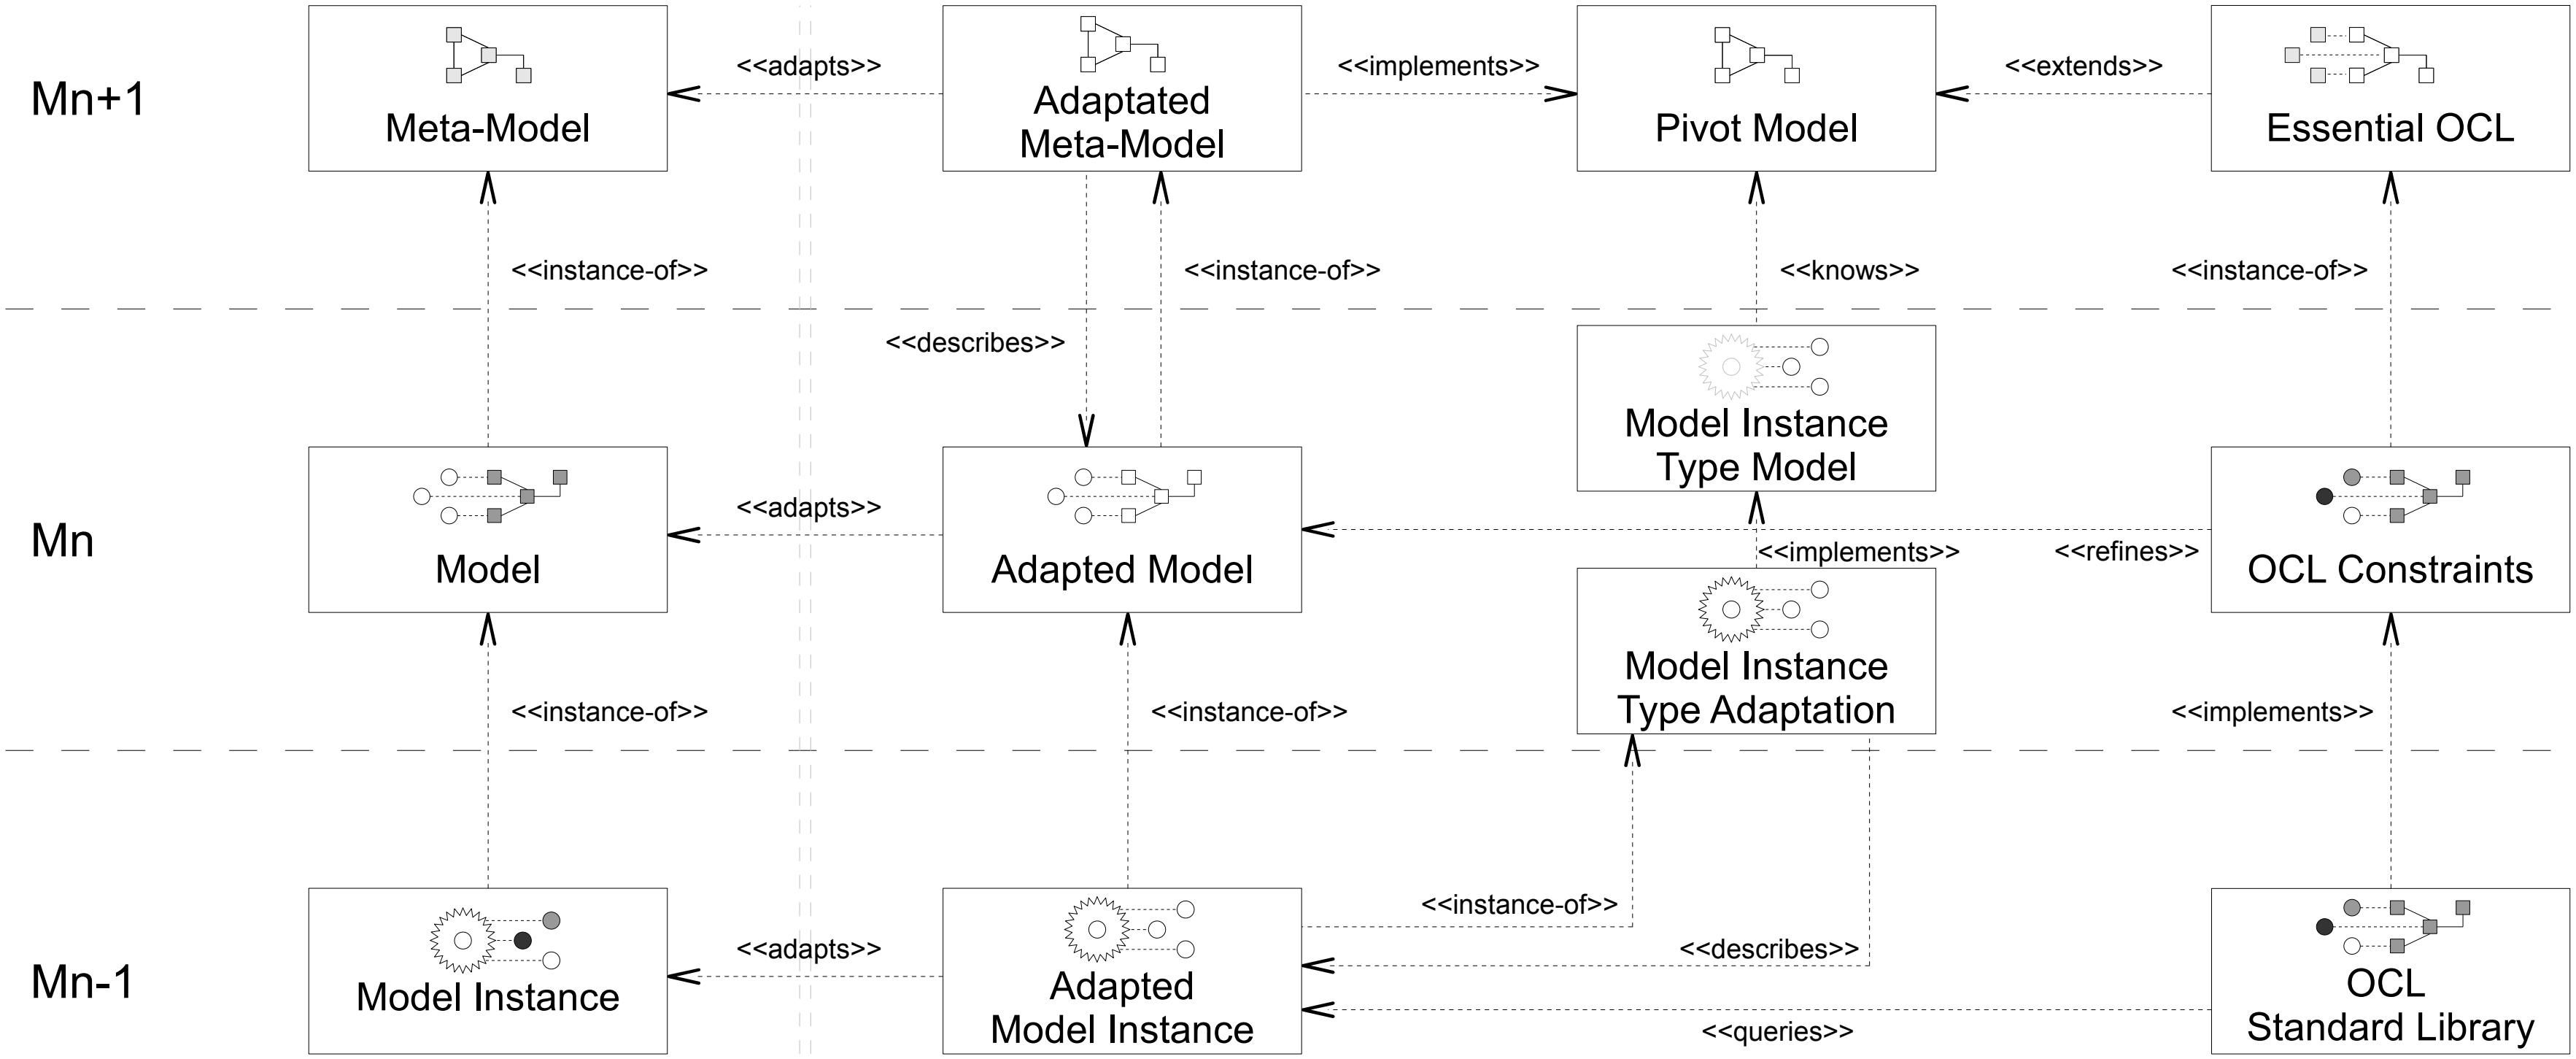 Mn+1
Meta-Model
<<adapts>>
Adaptated
Meta-Model
<<implements>>
Pivot Model
<<extends>>
Essential OCL
<<instance-of>>
<<instance-of>>
<<knows>>
<<instance-of>>
<<describes>>
Mn
Model
<<adapts>>
Adapted Model
Model Instance
Type Model
<<implements>>
<<refines>>
OCL Constraints
Model Instance
Type Adaptation
<<instance-of>>
<<instance-of>>
<<implements>>
Mn-1
Model Instance
<<adapts>>
Adapted
Model Instance
<<instance-of>>
<<describes>>
<<queries>>
OCL
Standard Library